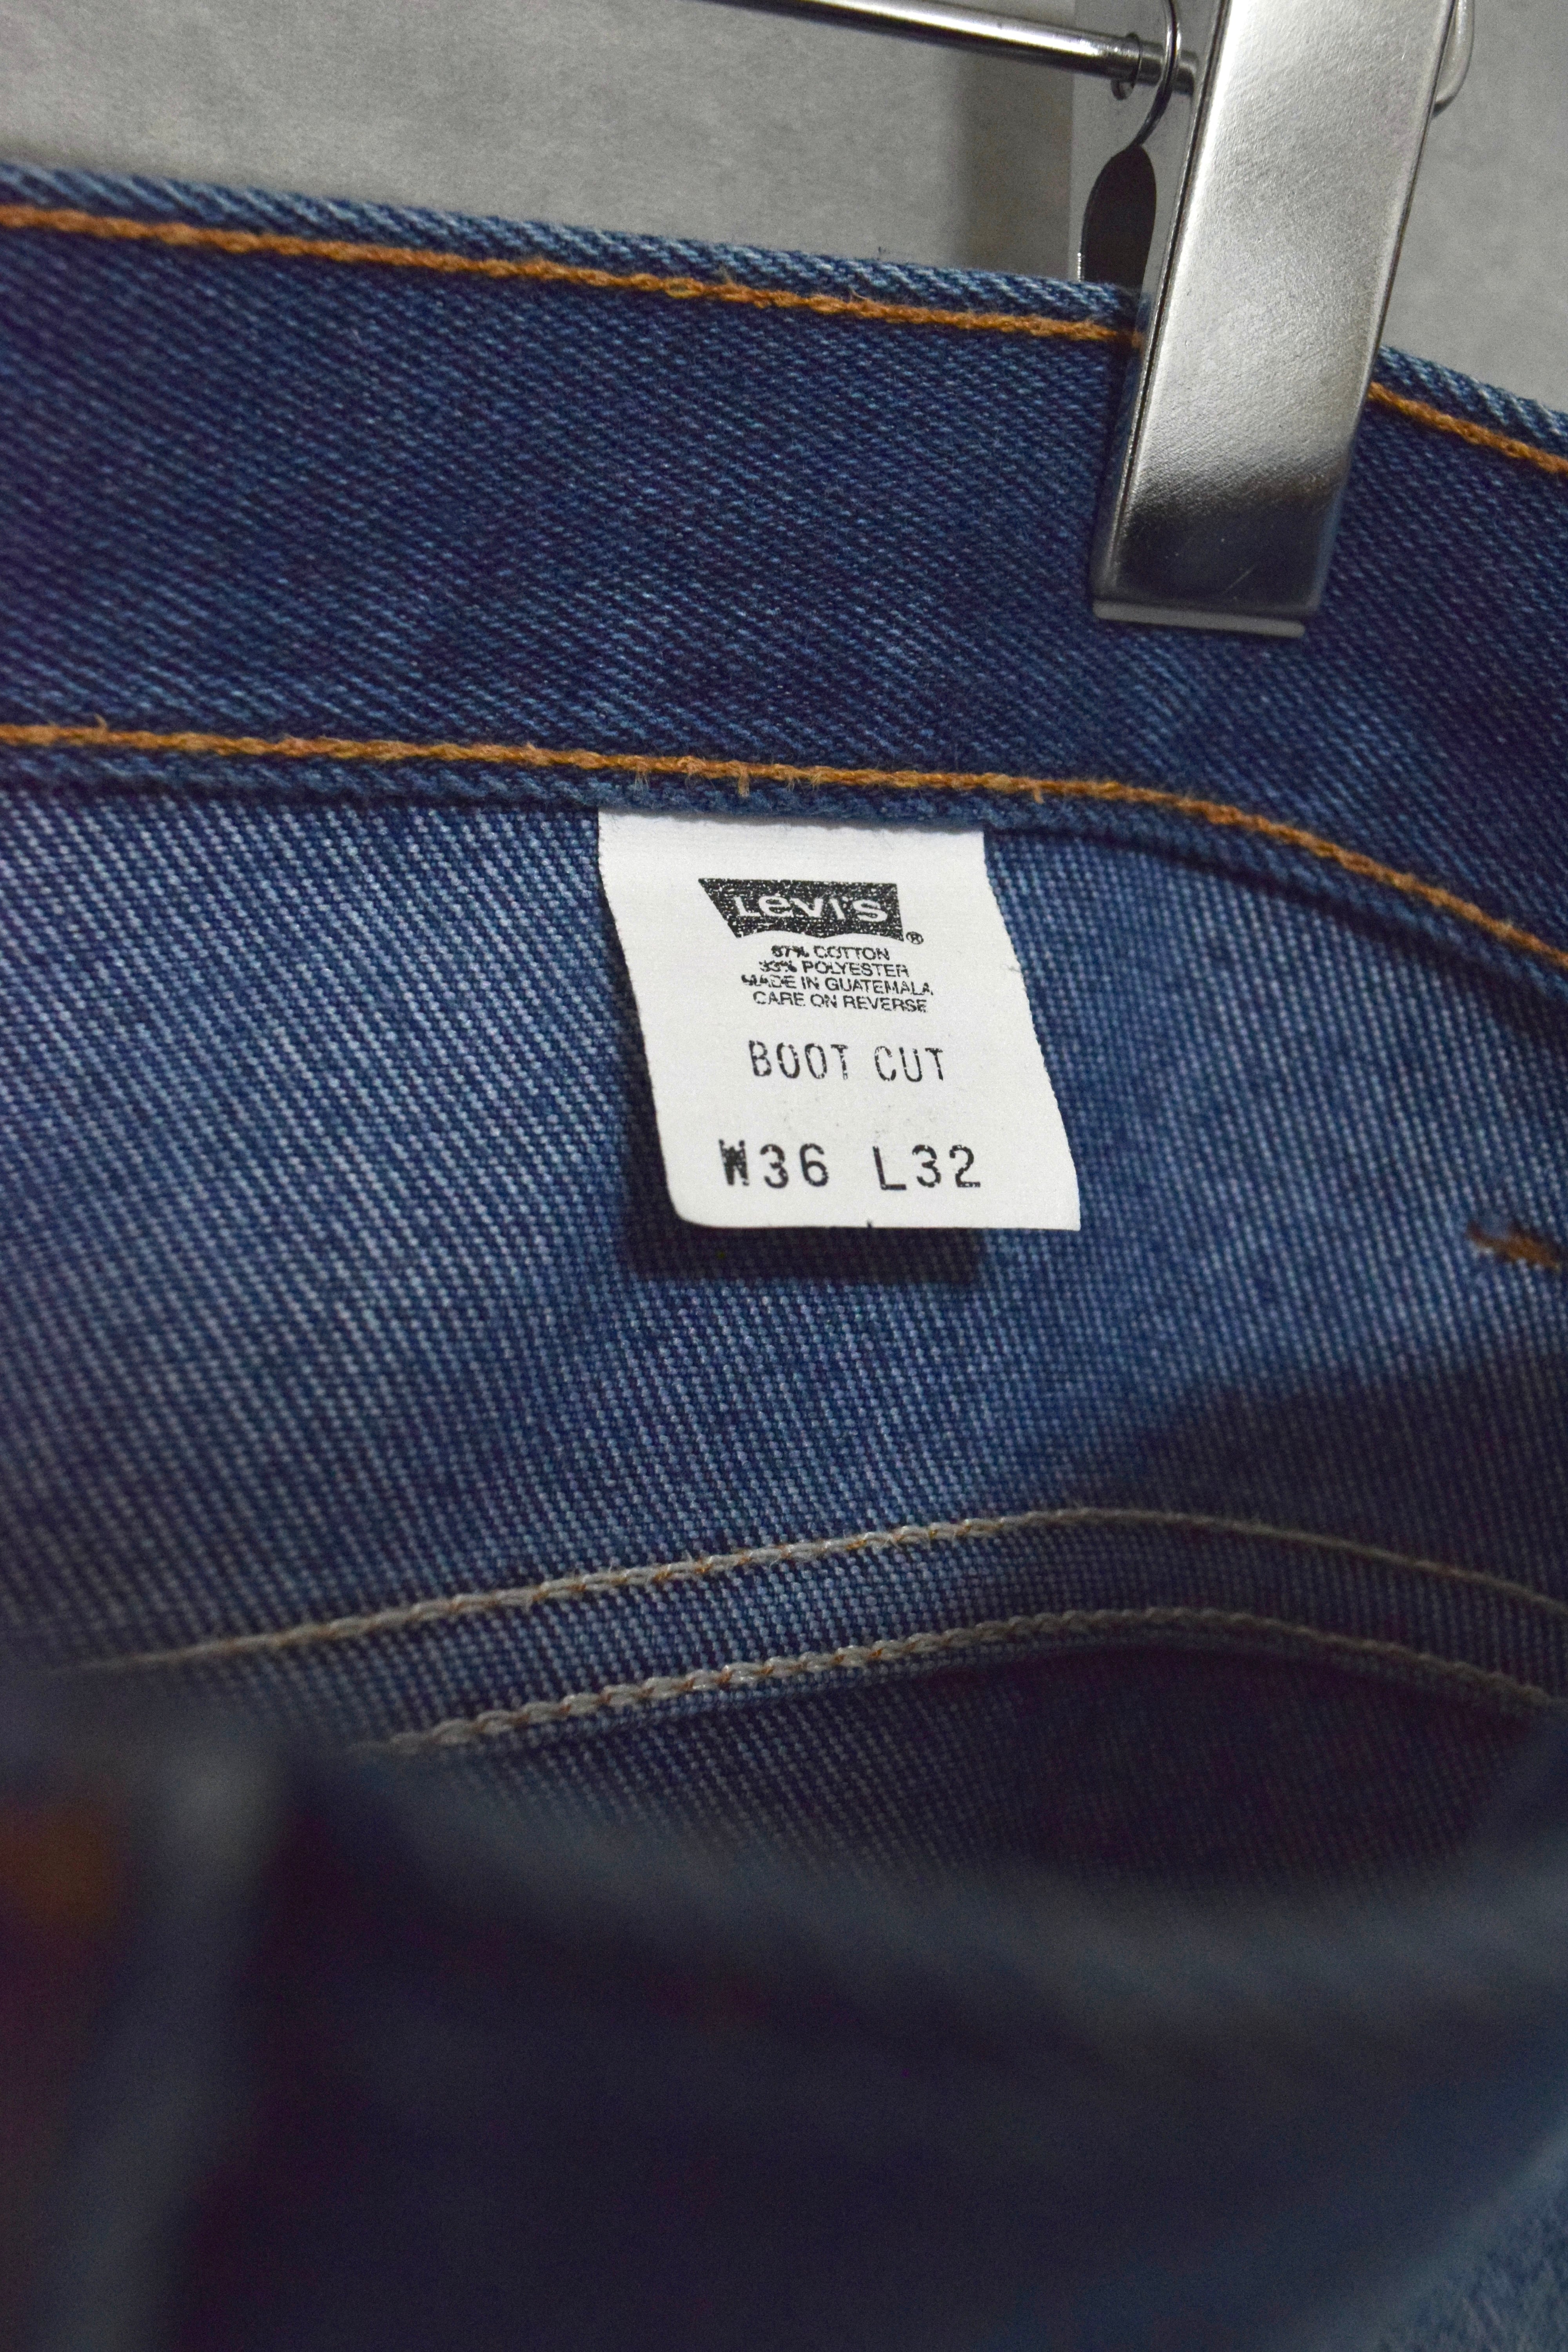 Levi's®
67% COTTON
33% POLYESTER
MADE IN GUATEMALA
CARE ON REVERSE
BOOT CUT
W36 L32